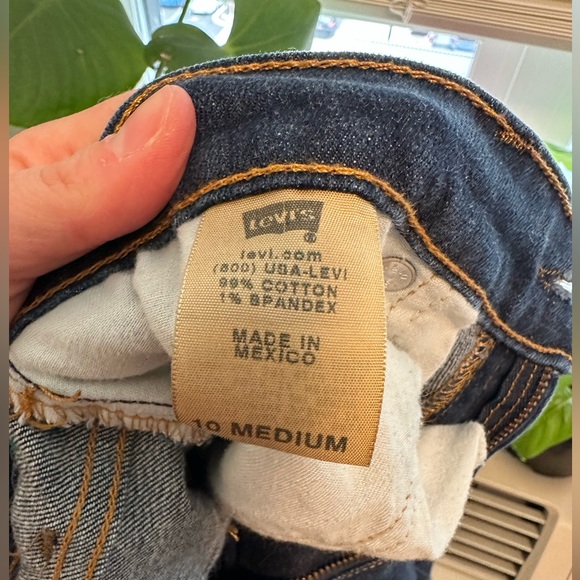 Levi's
®
levi.com
(800) USA-LEVI
99% COTTON
1% SPANDEX
MADE IN
MEXICO
10 MEDIUM